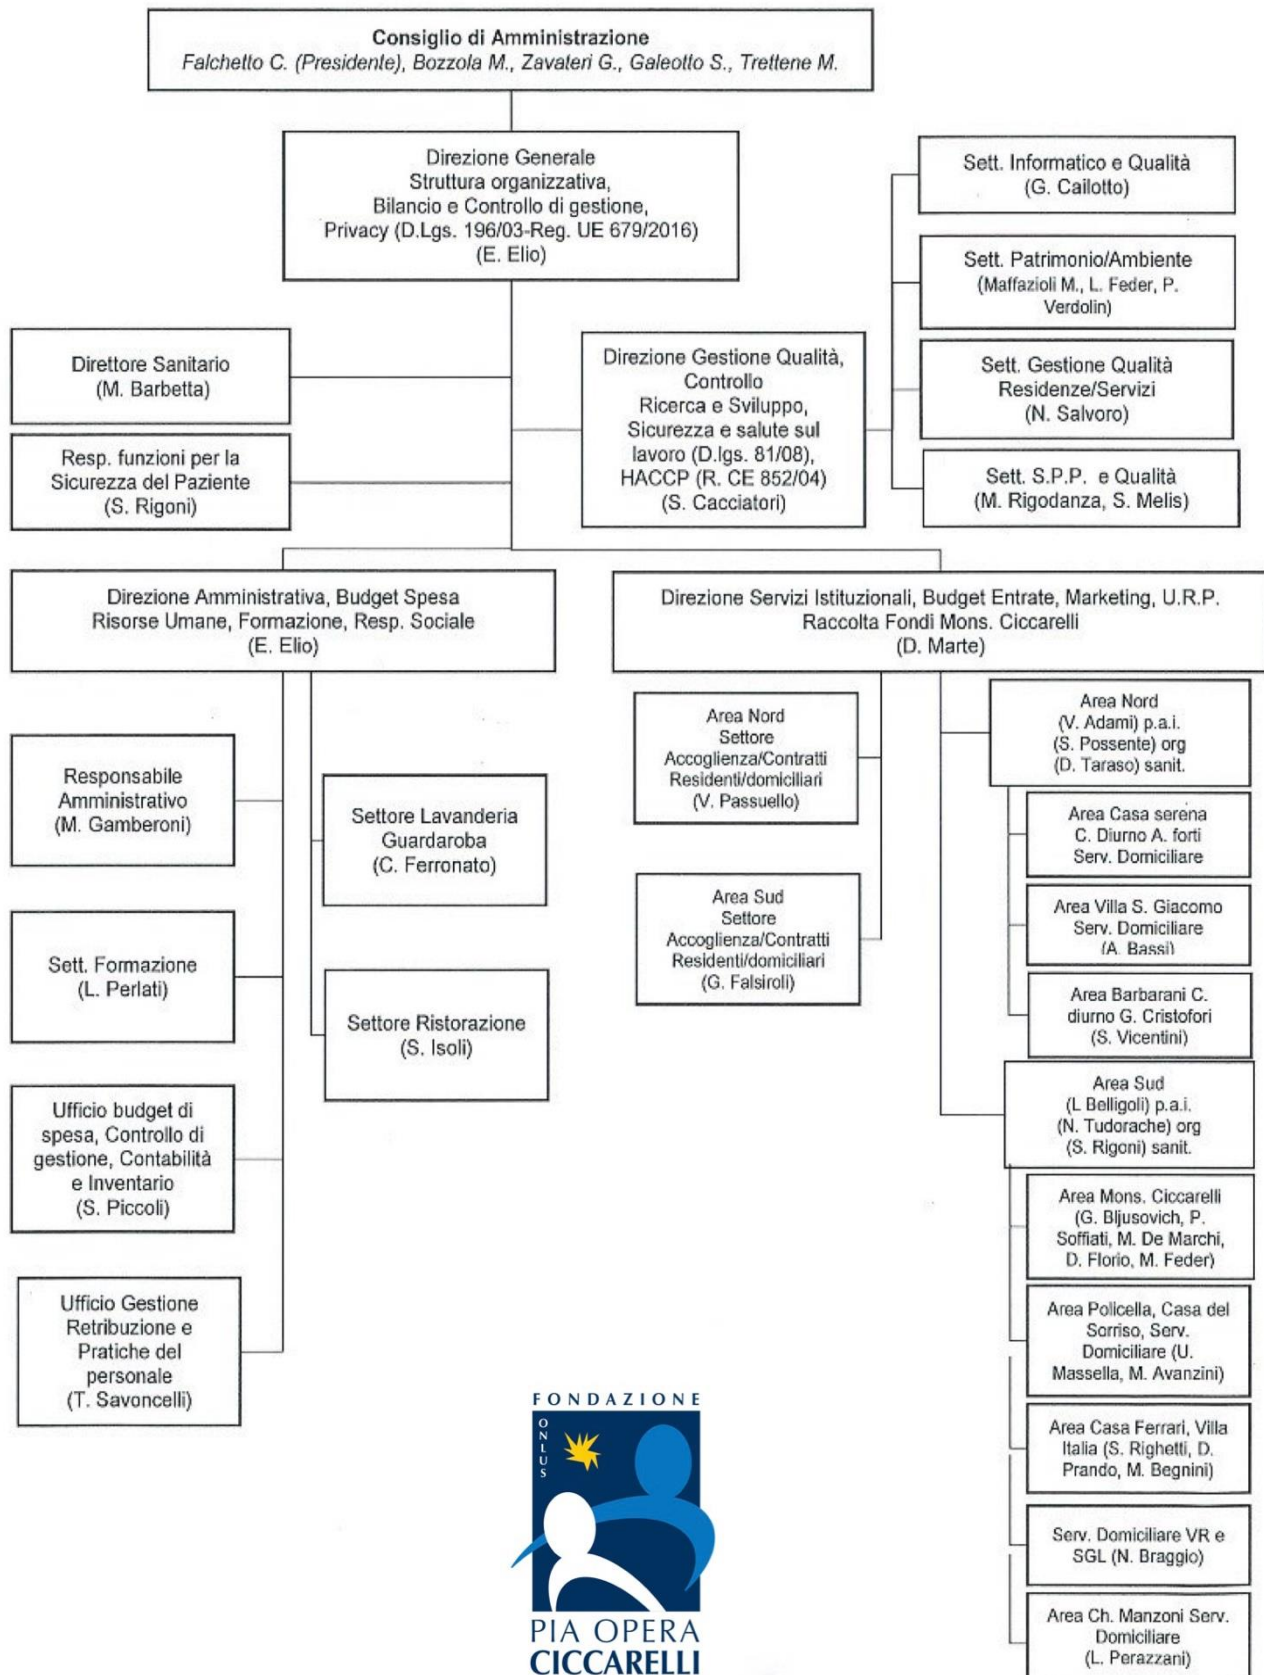 Consiglio di Amministrazione
Falchetto C. (Presidente), Bozzola M., Zavateri G., Galeotto S., Trettene M.
Direzione Generale
Struttura organizzativa,
Bilancio e Controllo di gestione,
Privacy (D.Lgs. 196/03-Reg. UE 679/2016)
(E. Elio)
Sett. Informatico e Qualità
(G. Cailotto)
Sett. Patrimonio/Ambiente
(Maffazioli M., L. Feder, P.
Verdolin)
Sett. Gestione Qualità
Residenze/Servizi
(N. Salvoro)
Sett. S.P.P. e Qualità
(M. Rigodanza, S. Melis)
Direttore Sanitario
(M. Barbetta)
Resp. funzioni per la
Sicurezza del Paziente
(S. Rigoni)
Direzione Gestione Qualità,
Controllo
Ricerca e Sviluppo,
Sicurezza e salute sul
lavoro (D.lgs. 81/08),
HACCP (R. CE 852/04)
(S. Cacciatori)
Direzione Amministrativa, Budget Spesa
Risorse Umane, Formazione, Resp. Sociale
(E. Elio)
Direzione Servizi Istituzionali, Budget Entrate, Marketing, U.R.P.
Raccolta Fondi Mons. Ciccarelli
(D. Marte)
Responsabile
Amministrativo
(M. Gamberoni)
Sett. Formazione
(L. Perlati)
Ufficio budget di
spesa, Controllo di
gestione, Contabilità
e Inventario
(S. Piccoli)
Ufficio Gestione
Retribuzione e
Pratiche del
personale
(T. Savoncelli)
Settore Lavanderia
Guardaroba
(C. Ferronato)
Settore Ristorazione
(S. Isoli)
Area Nord
Settore
Accoglienza/Contratti
Residenti/domiciliari
(V. Passuello)
Area Sud
Settore
Accoglienza/Contratti
Residenti/domiciliari
(G. Falsiroli)
Area Nord
(V. Adami) p.a.i.
(S. Possente) org
(D. Taraso) sanit.
Area Casa serena
C. Diurno A. forti
Serv. Domiciliare
Area Villa S. Giacomo
Serv. Domiciliare
(A. Bassi)
Area Barbarani C.
diurno G. Cristofori
(S. Vicentini)
Area Sud
(L Belligoli) p.a.i.
(N. Tudorache) org
(S. Rigoni) sanit.
Area Mons. Ciccarelli
(G. Bljusovich, P.
Soffiati, M. De Marchi,
D. Florio, M. Feder)
Area Policella, Casa del
Sorriso, Serv.
Domiciliare (U.
Massella, M. Avanzini)
Area Casa Ferrari, Villa
Italia (S. Righetti, D.
Prando, M. Begnini)
Serv. Domiciliare VR e
SGL (N. Braggio)
Area Ch. Manzoni Serv.
Domiciliare
(L. Perazzani)
FONDAZIONE
ONLUS
PIA OPERA
CICCARELLI